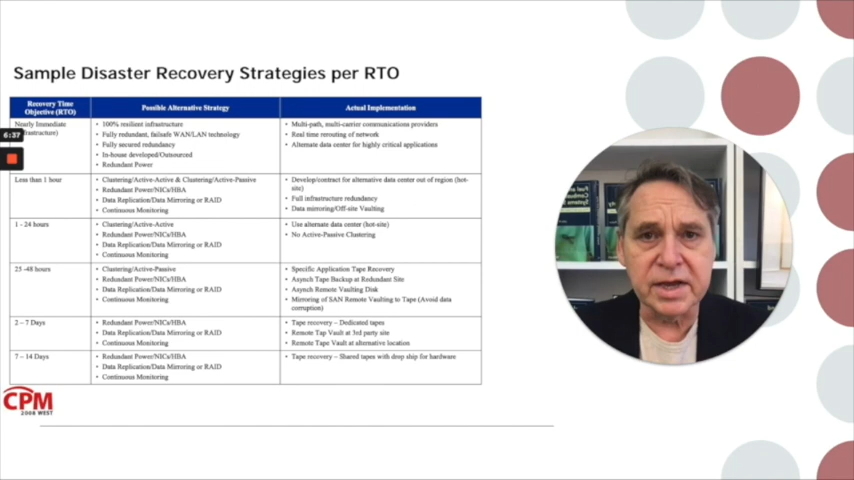 Sample Disaster Recovery Strategies per RTO
Recovery Time
Objective (RTO)
Possible Alternative Strategy
Actual Implementation
Nearly Immediate
frastructure)
6:37
• 100% resilient infrastructure
• Fully redundant, failsafe WAN/LAN technology
• Fully secured redundancy
• In-house developed/Outsourced
• Redundant Power
• Multi-path, multi-carrier communications providers
• Real time rerouting of network
• Alternate data center for highly critical applications
Less than 1 hour
• Clustering/Active-Active & Clustering/Active-Passive
• Redundant Power/NICs/HBA
• Data Replication/Data Mirroring or RAID
• Continuous Monitoring
• Develop/contract for alternative data center out of region (hot-
site)
• Full infrastructure redundancy
• Data mirroring/Off-site Vaulting
1 - 24 hours
• Clustering/Active-Active
• Redundant Power/NICs/HBA
• Data Replication/Data Mirroring or RAID
• Continuous Monitoring
• Use alternate data center (hot-site)
• No Active-Passive Clustering
25 -48 hours
• Clustering/Active-Passive
• Redundant Power/NICs/HBA
• Data Replication/Data Mirroring or RAID
• Continuous Monitoring
• Specific Application Tape Recovery
• Asynch Tape Backup at Redundant Site
• Asynch Remote Vaulting Disk
• Mirroring of SAN Remote Vaulting to Tape (Avoid data
corruption)
2 – 7 Days
• Redundant Power/NICs/HBA
• Data Replication/Data Mirroring or RAID
• Continuous Monitoring
• Tape recovery – Dedicated tapes
• Remote Tap Vault at 3rd party site
• Remote Tape Vault at alternative location
7 – 14 Days
• Redundant Power/NICs/HBA
• Data Replication/Data Mirroring or RAID
• Continuous Monitoring
• Tape recovery – Shared tapes with drop ship for hardware
CPM
2008 WEST